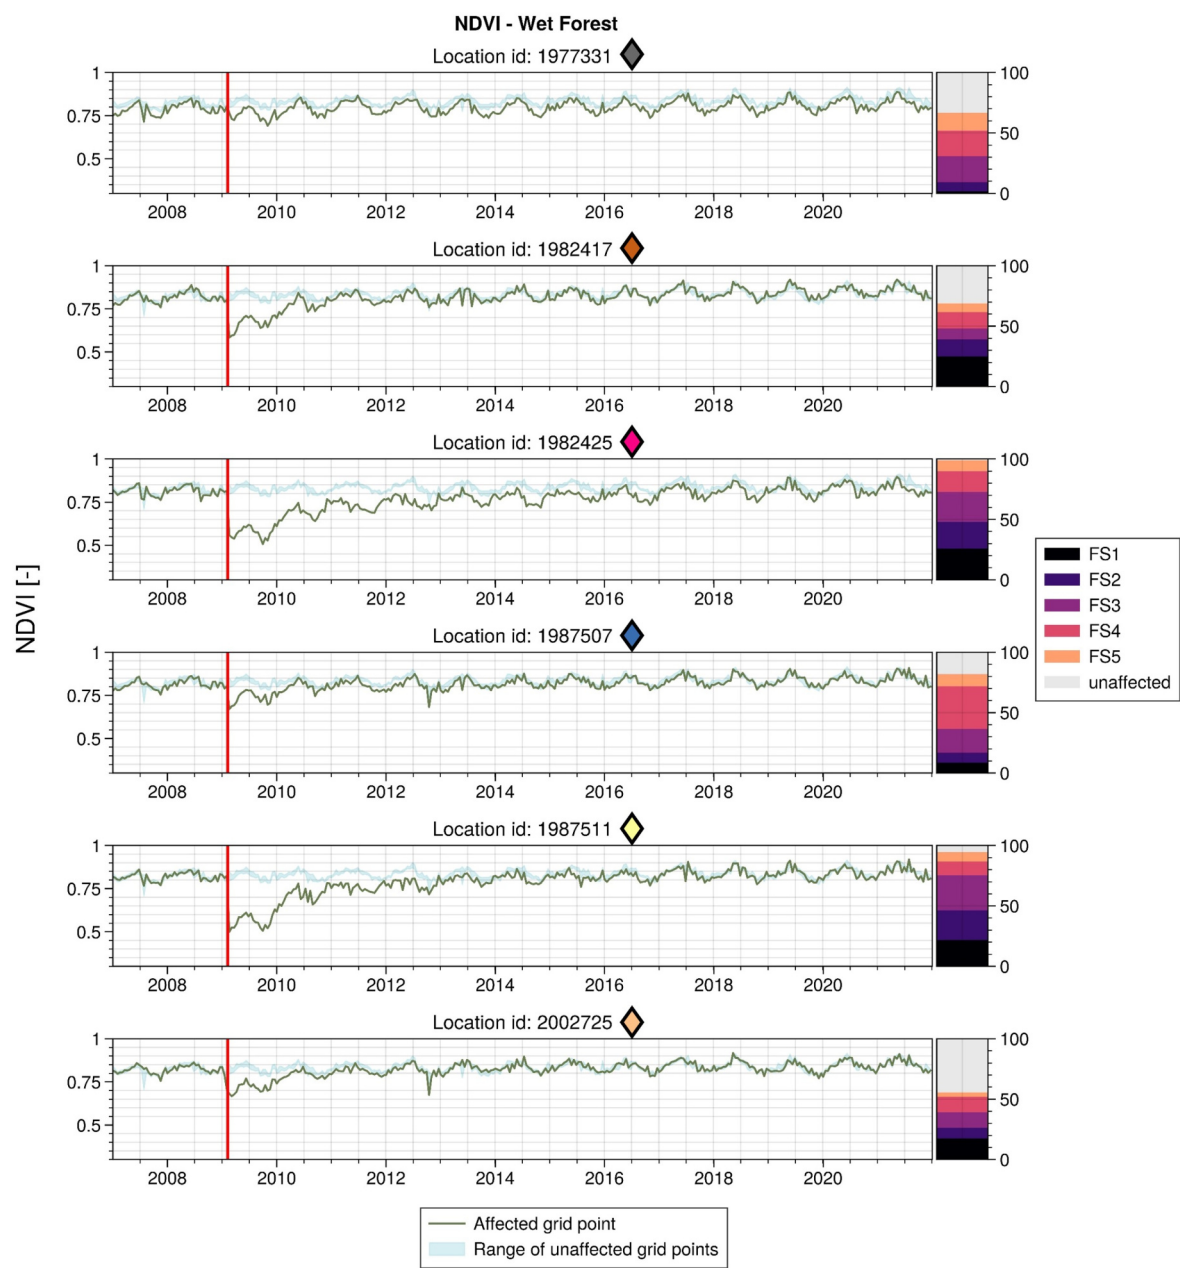 NDVI - Wet Forest
Location id: 1977331
1
0.75
0.5
2008 2010 2012 2014 2016 2018 2020
100
50
0
Location id: 1982417
1
0.75
0.5
2008 2010 2012 2014 2016 2018 2020
100
50
0
Location id: 1982425
1
0.75
0.5
2008 2010 2012 2014 2016 2018 2020
100
50
0
NDVI [-]
FS1
FS2
FS3
FS4
FS5
unaffected
Location id: 1987507
1
0.75
0.5
2008 2010 2012 2014 2016 2018 2020
100
50
0
Location id: 1987511
1
0.75
0.5
2008 2010 2012 2014 2016 2018 2020
100
50
0
Location id: 2002725
1
0.75
0.5
2008 2010 2012 2014 2016 2018 2020
100
50
0
Affected grid point
Range of unaffected grid points